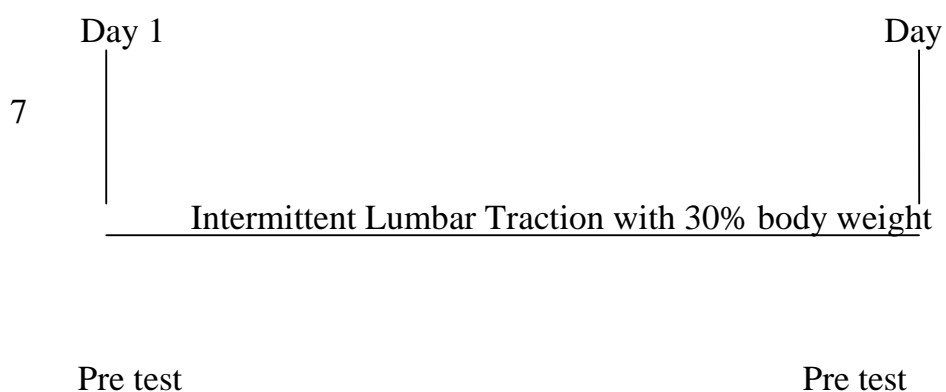 Day 1 Day
7
Intermittent Lumbar Traction with 30% body weight
Pre test Pre test